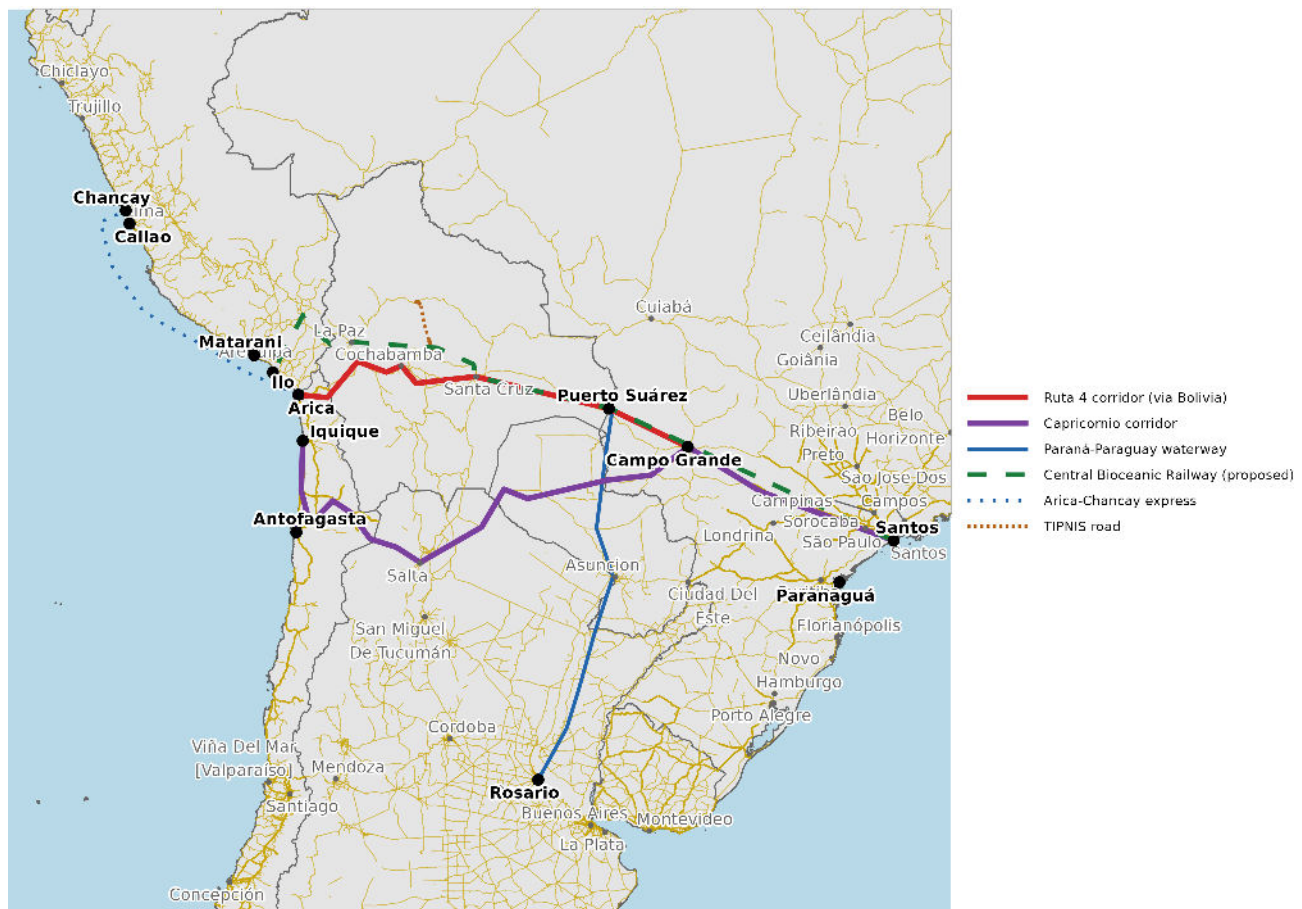 Chiclayo
Trujillo
Chancay
Lima
Callao
Cuiabá
Ceilândia
Goiânia
La Paz
Matarani
Arequipa
Cochabamba
Ilo
Santa Cruz
Puerto Suárez
Uberlândia
Arica
Belo
Horizonte
Ribeirao
Preto
Iquique
Campo Grande
São José Dos
Campos
Campinas
Antofagasta
Sorocaba
Santos
Londrina
São Paulo
Santos
Salta
Asuncion
Ciudad Del
Este
Curitiba
Paranaguá
San Miguel
De Tucumán
Florianópolis
Novo
Hamburgo
Porto Alegre
Cordoba
Viña Del Mar
[Valparaíso]
Mendoza
Rosario
Santiago
Buenos Aires
Montevideo
La Plata
Concepción
Ruta 4 corridor (via Bolivia)
Capricornio corridor
Paraná-Paraguay waterway
Central Bioceanic Railway (proposed)
Arica-Chancay express
TIPNIS road